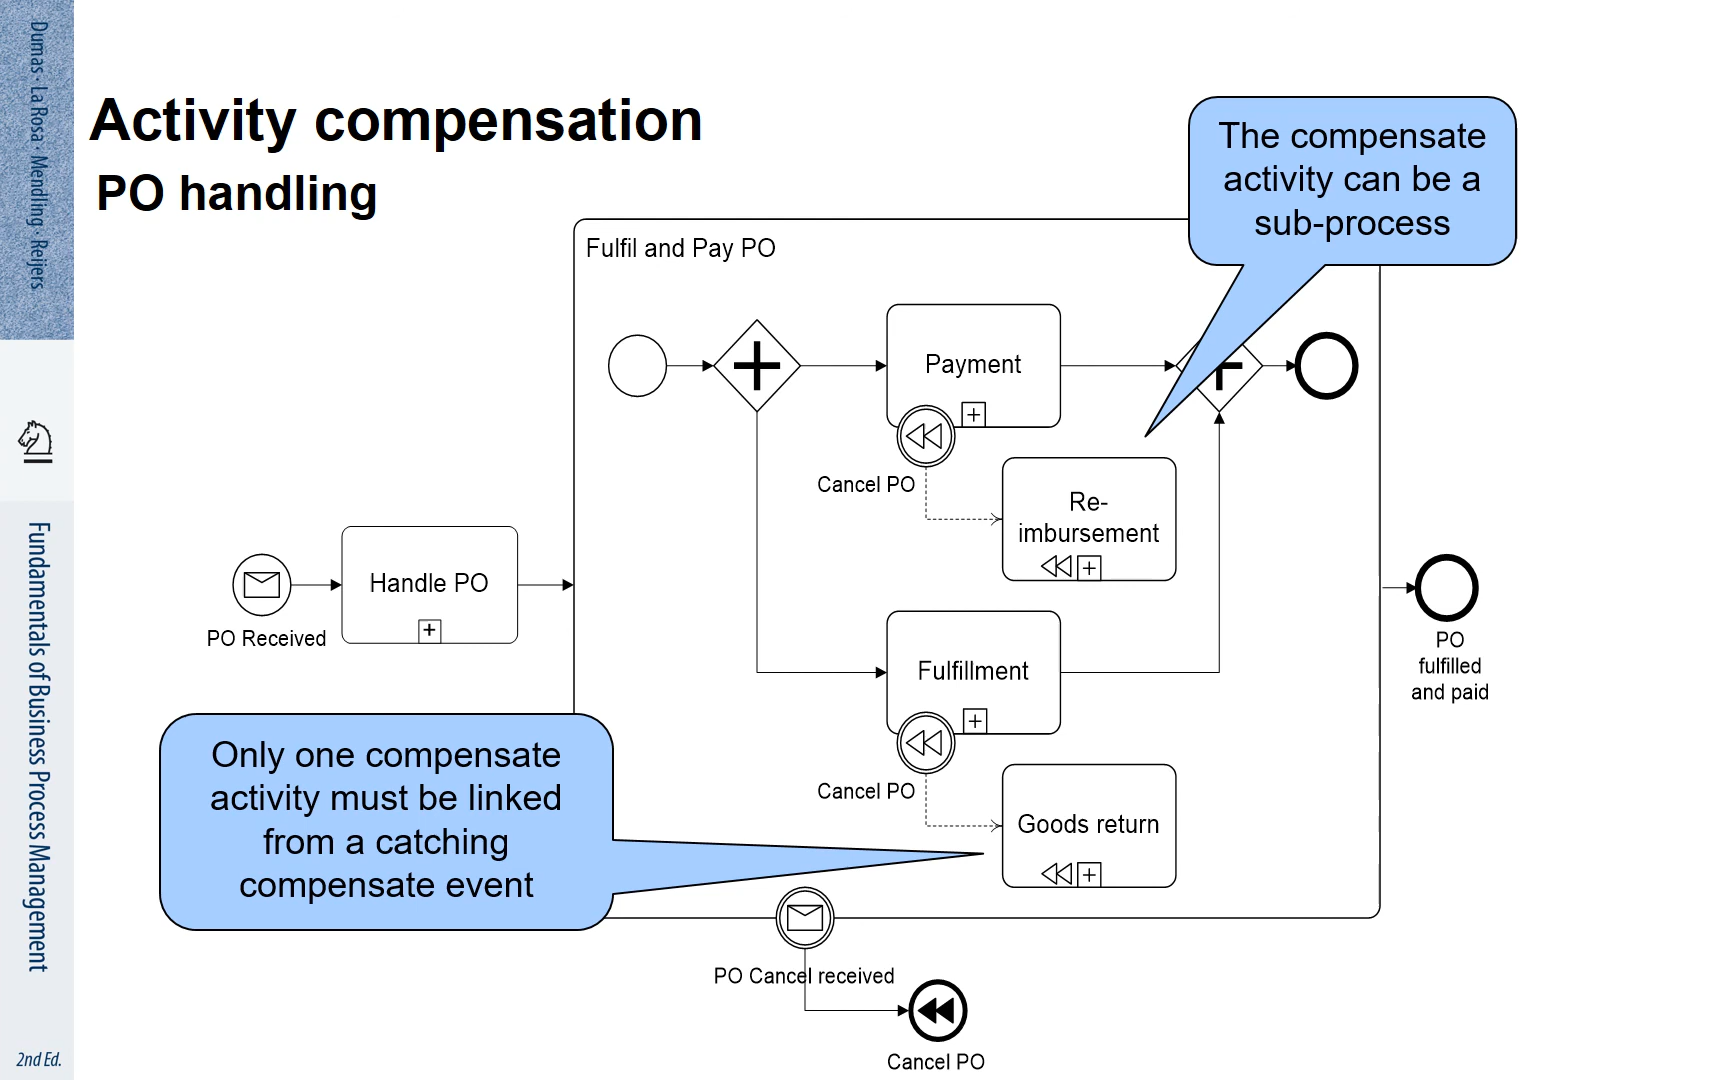 Dumas · La Rosa · Mendling · Reijers
Fundamentals of Business Process Management
2nd Ed.
Activity compensation
PO handling
The compensate
activity can be a
sub-process
Fulfil and Pay PO
Payment
Cancel PO
Re-
imbursement
Handle PO
PO Received
Fulfillment
PO
fulfilled
and paid
Only one compensate
activity must be linked
from a catching
compensate event
Cancel PO
Goods return
PO Cancel received
Cancel PO